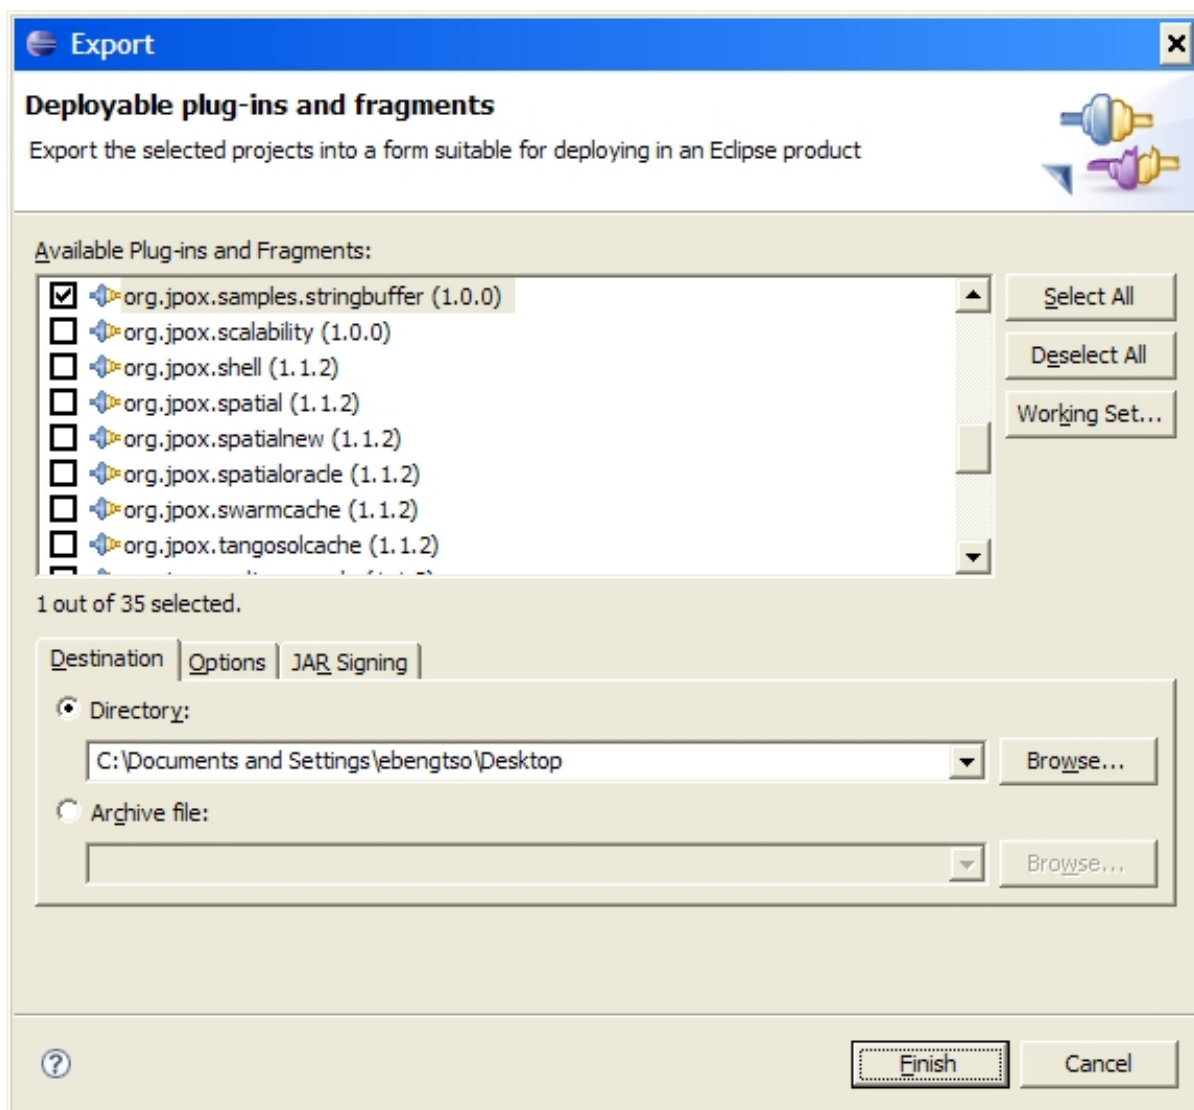 Export
Deployable plug-ins and fragments
Export the selected projects into a form suitable for deploying in an Eclipse product
Available Plug-ins and Fragments:
org.jpox.samples.stringbuffer (1.0.0)
org.jpox.scalability (1.0.0)
org.jpox.shell (1.1.2)
org.jpox.spatial (1.1.2)
org.jpox.spatialnew (1.1.2)
org.jpox.spatialoracle (1.1.2)
org.jpox.swarmcache (1.1.2)
org.jpox.tangosolcache (1.1.2)
Select All
Deselect All
Working Set...
1 out of 35 selected.
Destination Options JAR Signing
Directory:
C:\Documents and Settings\ebengtso\Desktop Browse...
Archive file:
Browse...
Finish Cancel